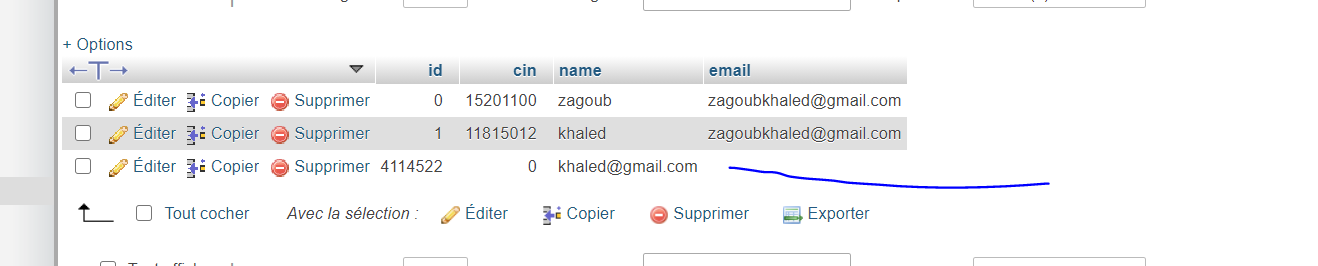 + Options
id cin name email
Éditer Copier Supprimer 0 15201100 zagoub zagoubkhaled@gmail.com
Éditer Copier Supprimer 1 11815012 khaled zagoubkhaled@gmail.com
Éditer Copier Supprimer 4114522 0 khaled@gmail.com
Tout cocher Avec la sélection : Éditer Copier Supprimer Exporter